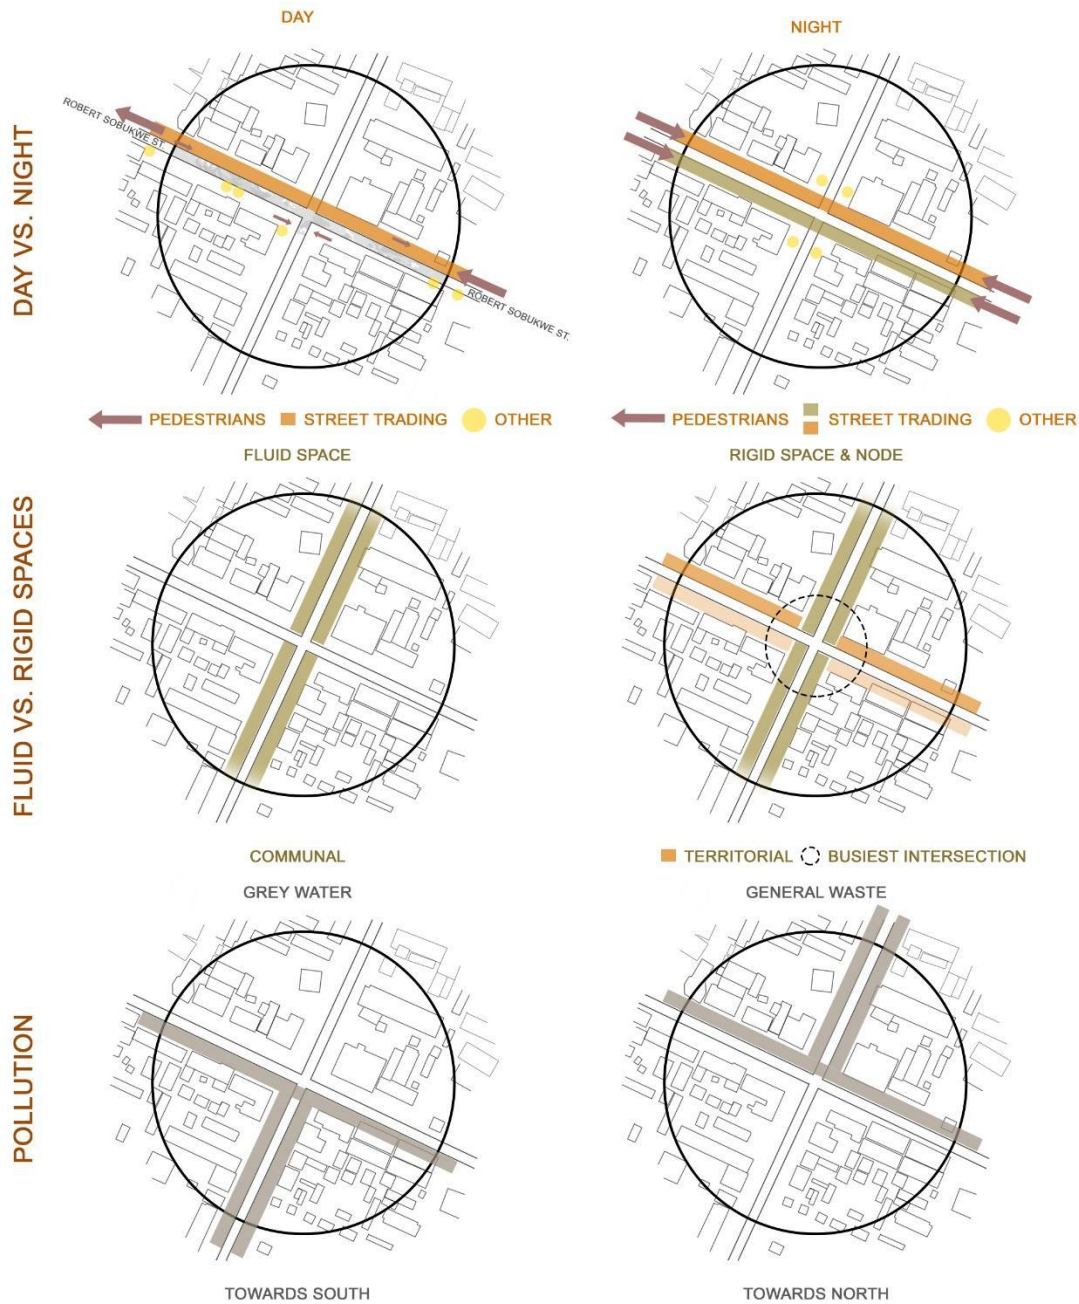 DAY
NIGHT
DAY VS. NIGHT
ROBERT SOBUKWE ST.
ROBERT SOBUKWE ST.
PEDESTRIANS STREET TRADING OTHER
PEDESTRIANS STREET TRADING OTHER
FLUID SPACE
RIGID SPACE & NODE
FLUID VS. RIGID SPACES
COMMUNAL
TERRITORIAL BUSIEST INTERSECTION
GREY WATER
GENERAL WASTE
POLLUTION
TOWARDS SOUTH
TOWARDS NORTH